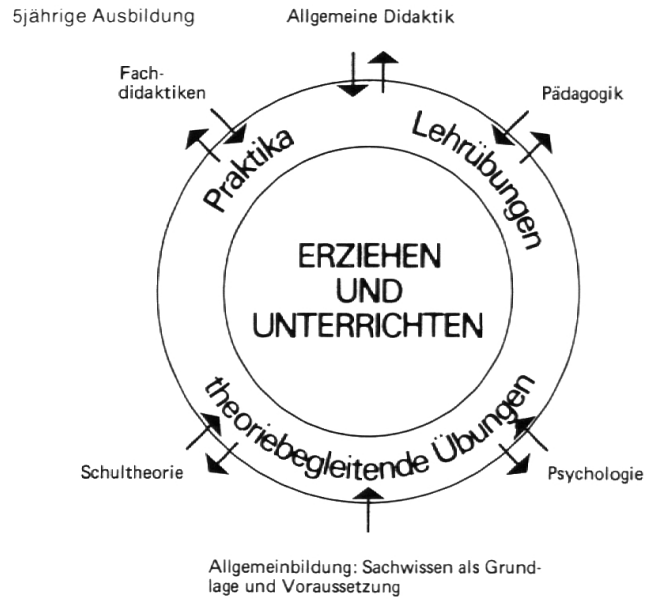 5jährige Ausbildung
Allgemeine Didaktik
Fach-
didaktiken
Pädagogik
Praktika
Lehrübungen
ERZIEHEN
UND
UNTERRICHTEN
theoriebegleitende Übungen
Schultheorie
Psychologie
Allgemeinbildung: Sachwissen als Grund-
lage und Voraussetzung